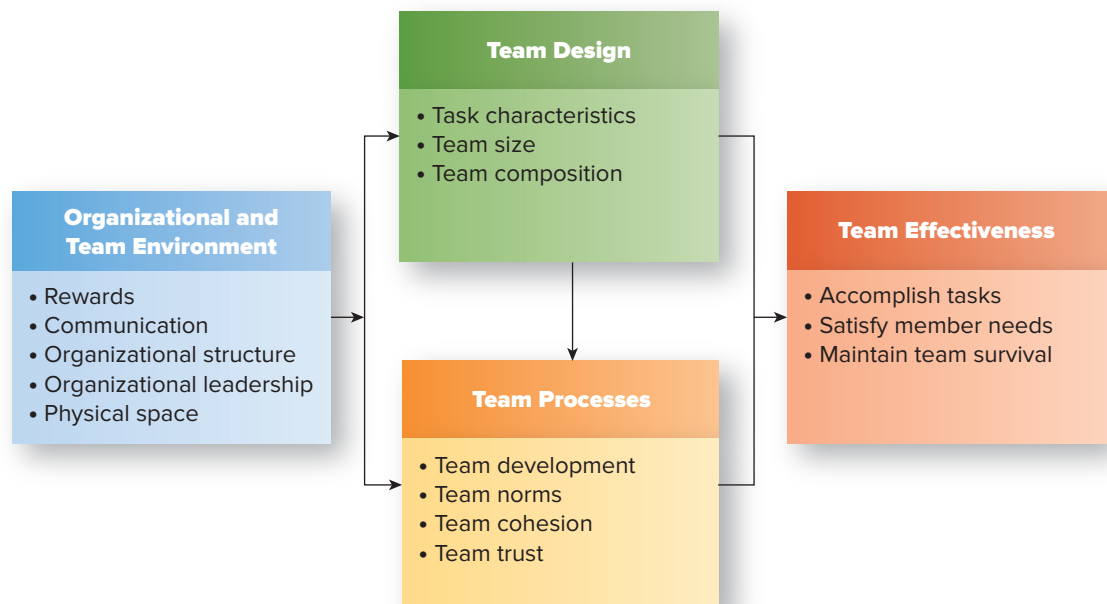 Team Design
• Task characteristics
• Team size
• Team composition
Organizational and
Team Environment
• Rewards
• Communication
• Organizational structure
• Organizational leadership
• Physical space
Team Processes
• Team development
• Team norms
• Team cohesion
• Team trust
Team Effectiveness
• Accomplish tasks
• Satisfy member needs
• Maintain team survival